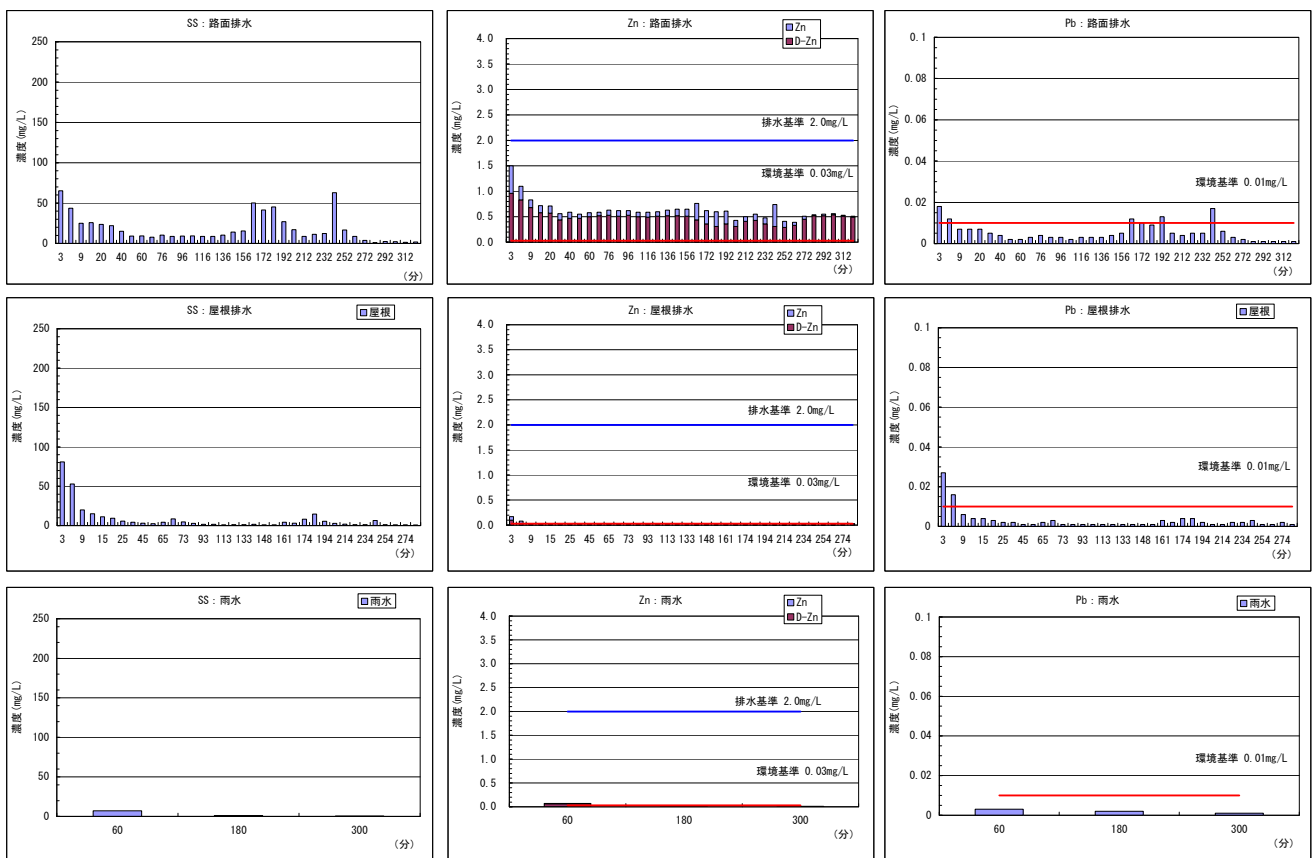 SS：路面排水
250
200
150
100
50
0
濃度(mg/L)
3 9 20 40 60 76 96 116 136 156 172 192 212 232 252 272 292 312
(分)
Zn：路面排水
Zn
D-Zn
4.0
3.5
3.0
2.5
2.0
1.5
1.0
0.5
0.0
濃度(mg/L)
排水基準 2.0mg/L
環境基準 0.03mg/L
3 9 20 40 60 76 96 116 136 156 172 192 212 232 252 272 292 312
(分)
Pb：路面排水
0.1
0.08
0.06
0.04
0.02
0
濃度(mg/L)
環境基準 0.01mg/L
3 9 20 40 60 76 96 116 136 156 172 192 212 232 252 272 292 312
(分)
SS：屋根排水
屋根
250
200
150
100
50
0
濃度(mg/L)
3 9 15 25 45 65 73 93 113 133 148 161 174 194 214 234 254 274
(分)
Zn：屋根排水
Zn
D-Zn
4.0
3.5
3.0
2.5
2.0
1.5
1.0
0.5
0.0
濃度(mg/L)
排水基準 2.0mg/L
環境基準 0.03mg/L
3 9 15 25 45 65 73 93 113 133 148 161 174 194 214 234 254 274
(分)
Pb：屋根排水
屋根
0.1
0.08
0.06
0.04
0.02
0
濃度(mg/L)
環境基準 0.01mg/L
3 9 15 25 45 65 73 93 113 133 148 161 174 194 214 234 254 274
(分)
SS：雨水
雨水
250
200
150
100
50
0
濃度(mg/L)
60 180 300
(分)
Zn：雨水
Zn
D-Zn
4.0
3.5
3.0
2.5
2.0
1.5
1.0
0.5
0.0
濃度(mg/L)
排水基準 2.0mg/L
環境基準 0.03mg/L
60 180 300
(分)
Pb：雨水
雨水
0.1
0.08
0.06
0.04
0.02
0
濃度(mg/L)
環境基準 0.01mg/L
60 180 300
(分)